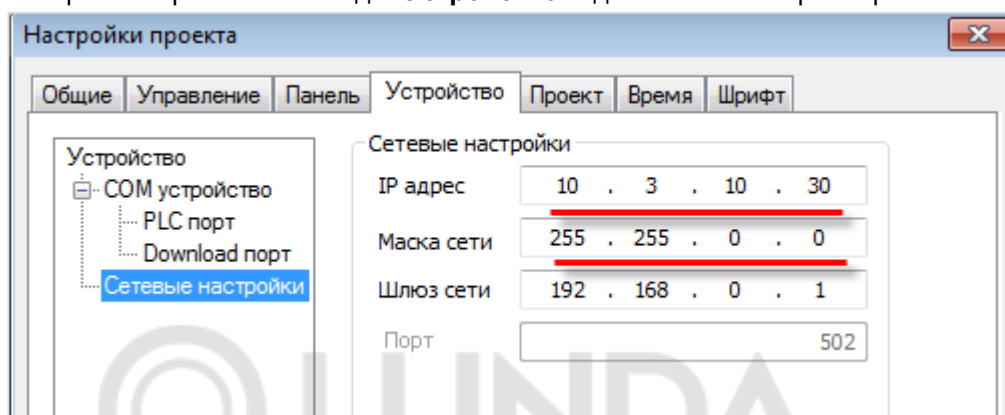 Настройки проекта
Общие Управление Панель Устройство Проект Время Шрифт
Устройство
COM устройство
PLC порт
Download порт
Сетевые настройки
Сетевые настройки
IP адрес 10 . 3 . 10 . 30
Маска сети 255 . 255 . 0 . 0
Шлюз сети 192 . 168 . 0 . 1
Порт 502
LUNDA